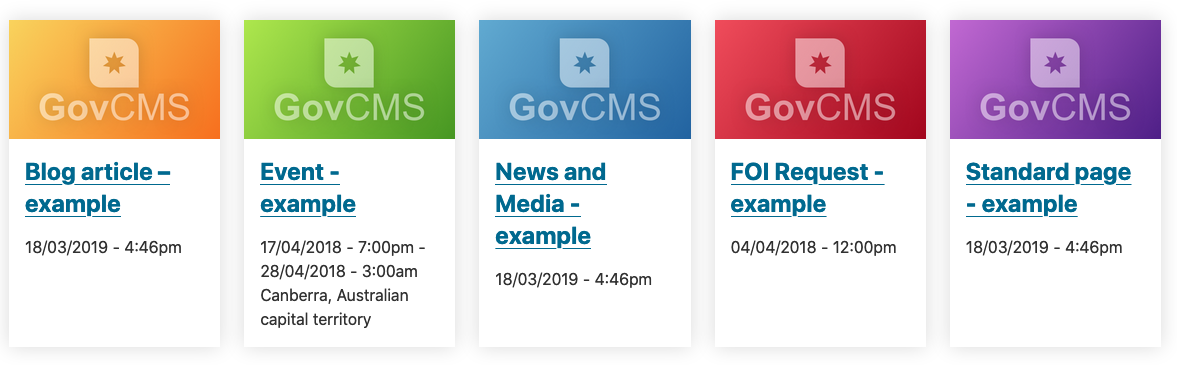 GovCMS
Blog article –
example
18/03/2019 - 4:46pm
GovCMS
Event -
example
17/04/2018 - 7:00pm -
28/04/2018 - 3:00am
Canberra, Australian
capital territory
GovCMS
News and
Media -
example
18/03/2019 - 4:46pm
GovCMS
FOI Request -
example
04/04/2018 - 12:00pm
GovCMS
Standard page
- example
18/03/2019 - 4:46pm